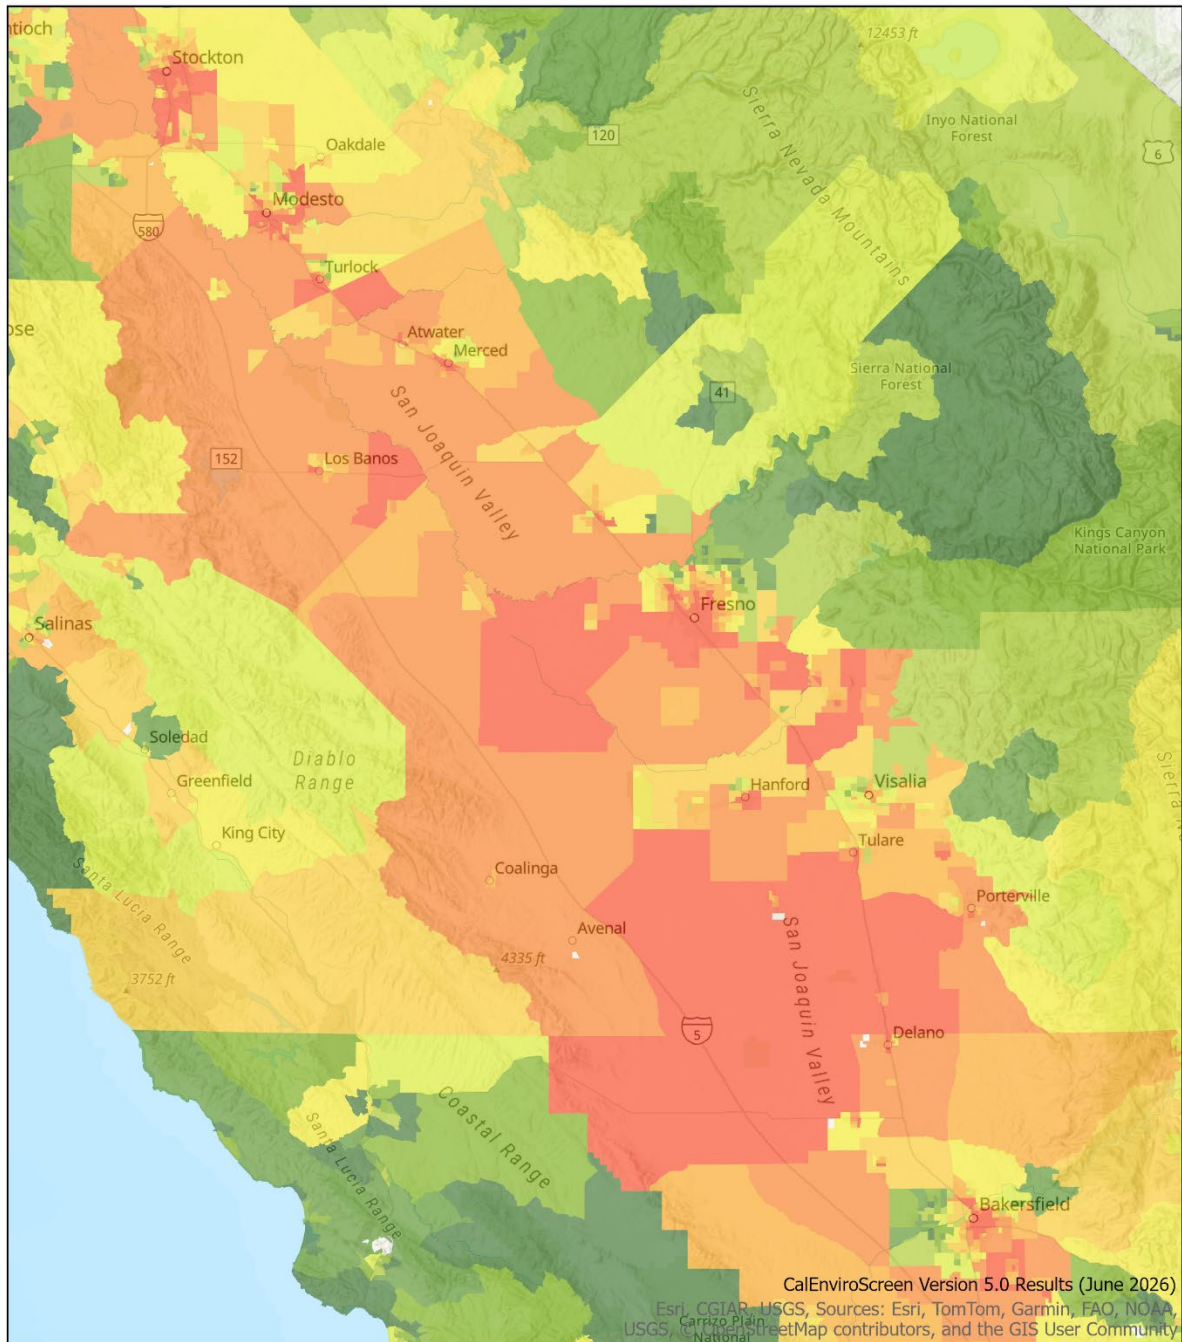 ntioch
Stockton
12453 ft
Sierra Nevada Mountains
Inyo National
Forest
120
6
Oakdale
Modesto
580
Turlock
ose
Atwater
Merced
Sierra National
Forest
41
San Joaquin Valley
152
Los Banos
Kings Canyon
National Park
Fresno
Salinas
Soledad
Diablo
Range
Greenfield
Hanford
Visalia
King City
Tulare
Santa Lucia Range
Coalinga
Porterville
Avenal
San Joaquin Valley
4335 ft
3752 ft
5
Delano
Coastal Range
Santa Lucia Range
Bakersfield
CalEnviroScreen Version 5.0 Results (June 2026)
Esri, CGIAR, USGS, Sources: Esri, TomTom, Garmin, FAO, NOAA,
Carrizo Plain
USGS, © OpenStreetMap contributors, and the GIS User Community
National